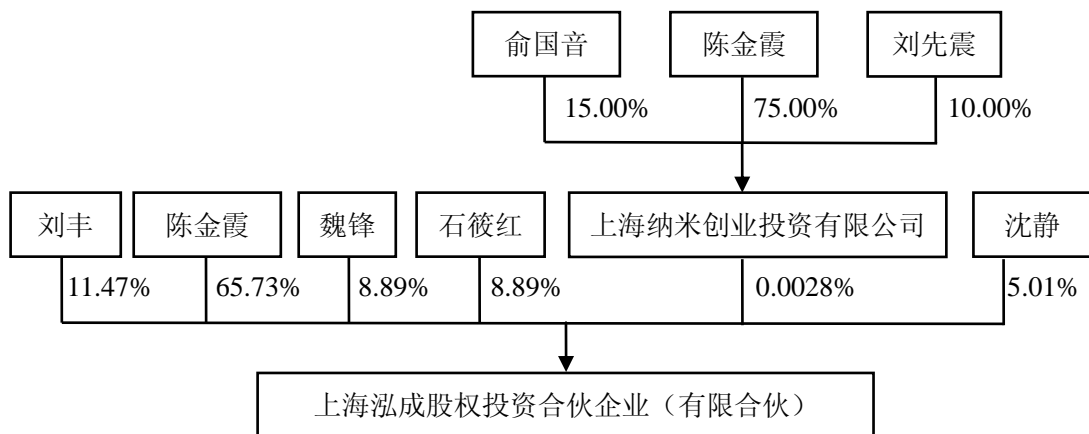 俞国音 陈金霞 刘先震
15.00% 75.00% 10.00%
刘丰 陈金霞 魏锋 石筱红 上海纳米创业投资有限公司 沈静
11.47% 65.73% 8.89% 8.89% 0.0028% 5.01%
上海泓成股权投资合伙企业（有限合伙）